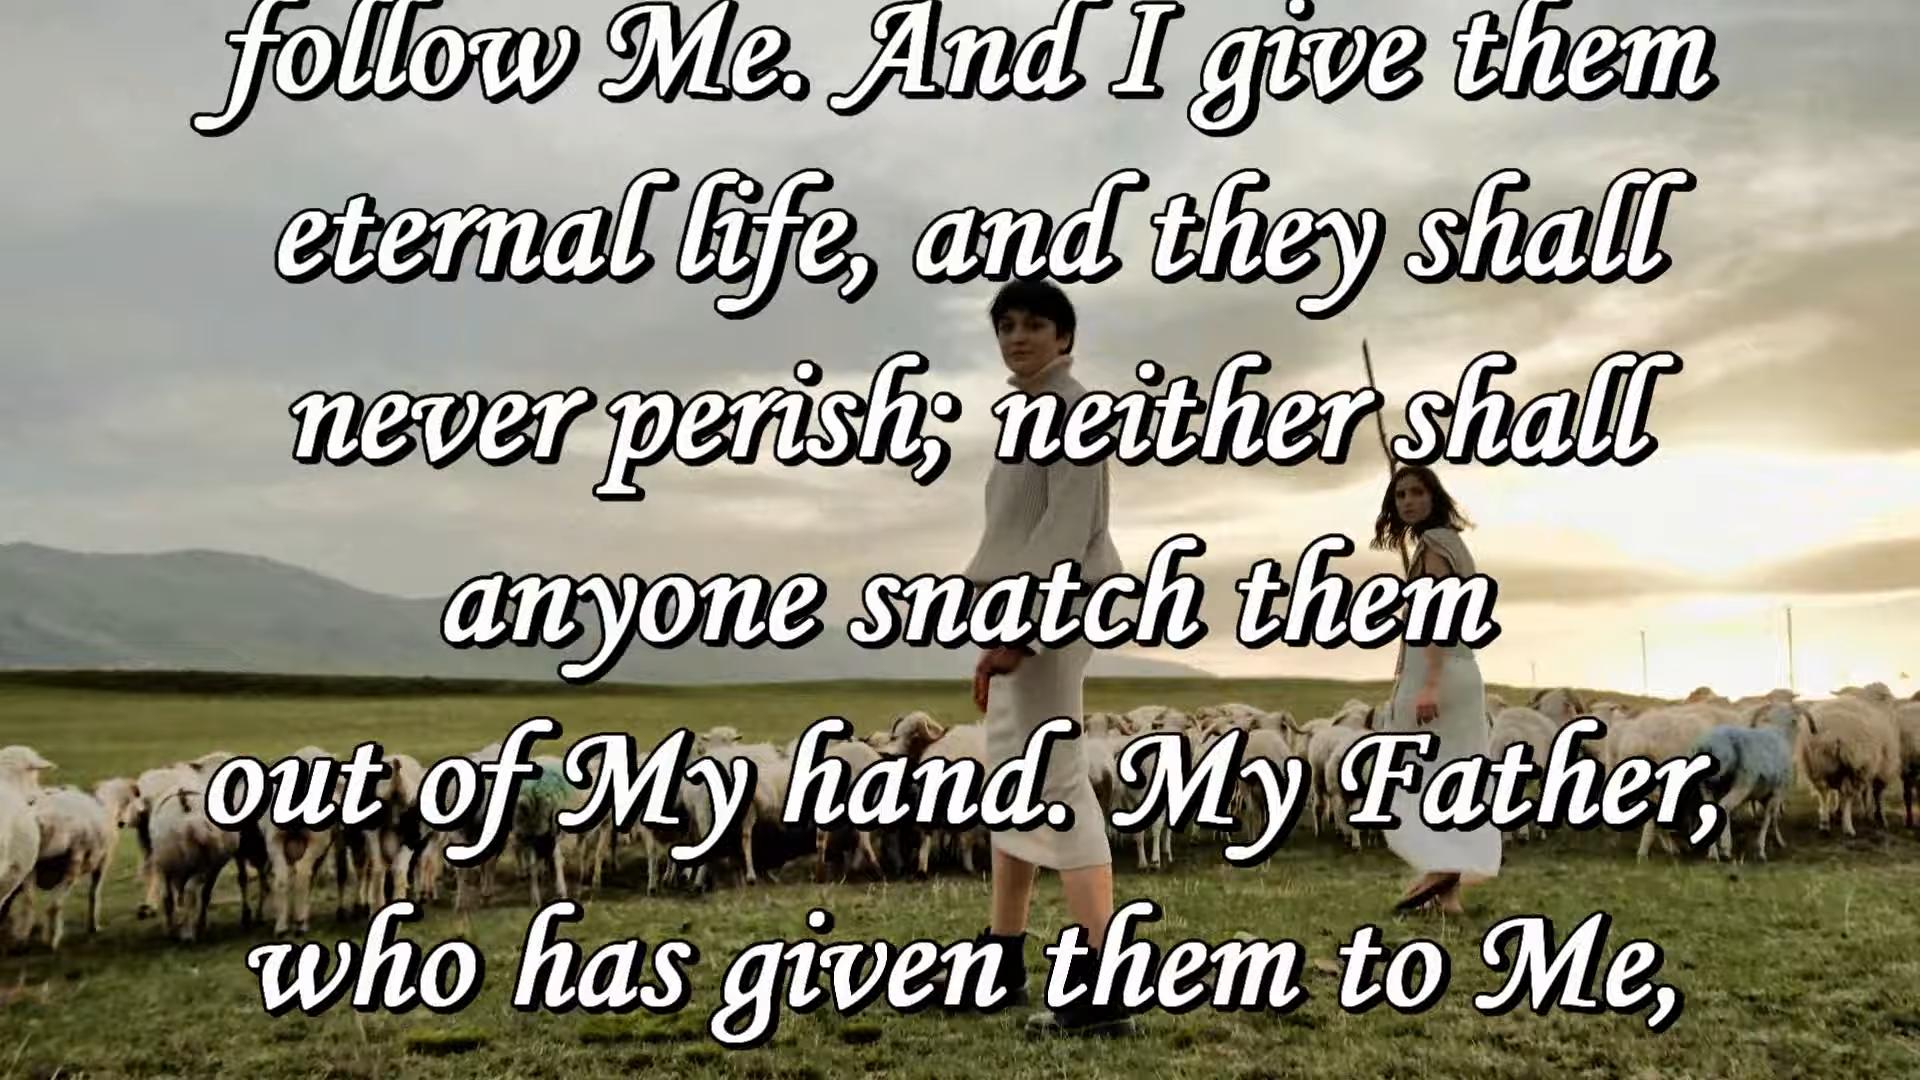 follow Me. And I give them
eternal life, and they shall
never perish; neither shall
anyone snatch them
out of My hand. My Father,
who has given them to Me,